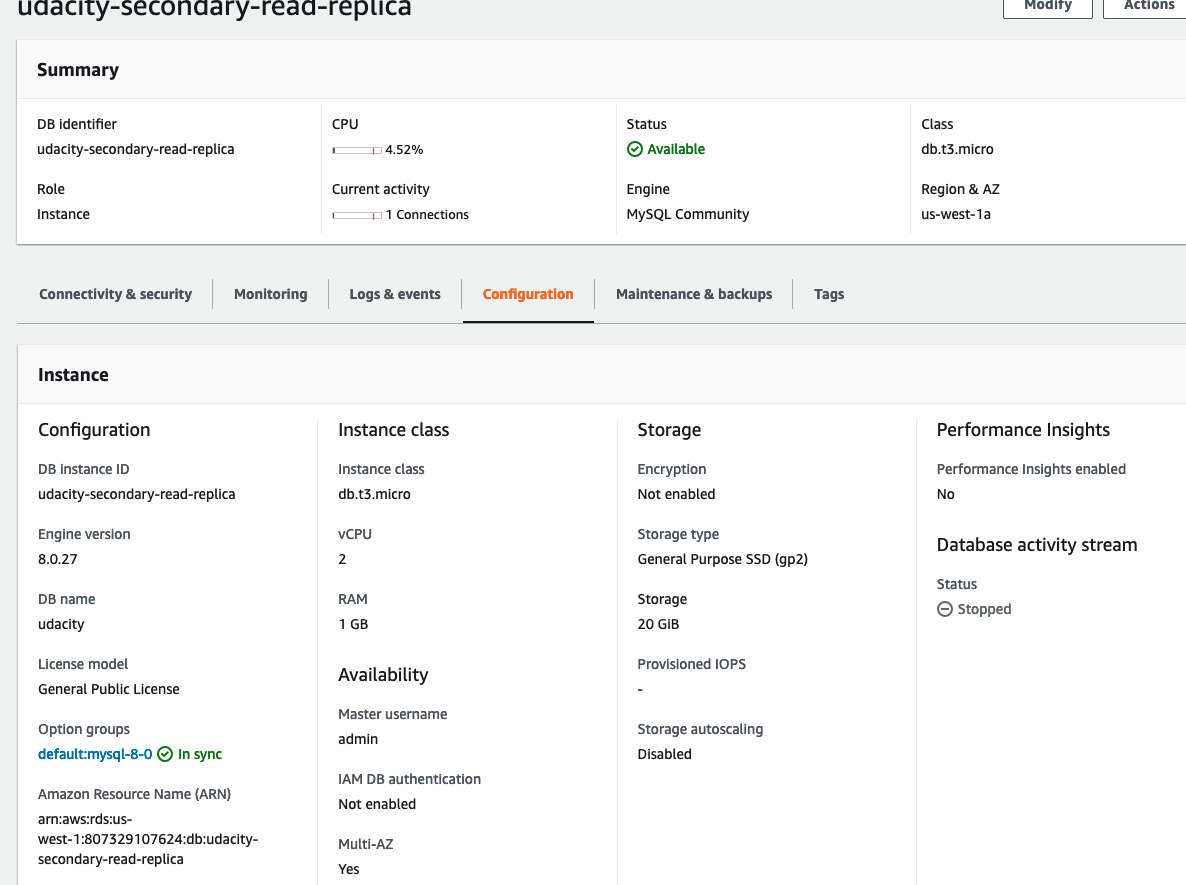 udacity-secondary-read-replica
Modify
Actions
Summary
DB identifier
udacity-secondary-read-replica
CPU
4.52%
Status
Available
Class
db.t3.micro
Role
Instance
Current activity
1 Connections
Engine
MySQL Community
Region & AZ
us-west-1a
Connectivity & security
Monitoring
Logs & events
Configuration
Maintenance & backups
Tags
Instance
Configuration
DB instance ID
udacity-secondary-read-replica
Engine version
8.0.27
DB name
udacity
License model
General Public License
Option groups
default:mysql-8-0 In sync
Amazon Resource Name (ARN)
arn:aws:rds:us-
west-1:807329107624:db:udacity-
secondary-read-replica
Instance class
Instance class
db.t3.micro
vCPU
2
RAM
1 GB
Availability
Master username
admin
IAM DB authentication
Not enabled
Multi-AZ
Yes
Storage
Encryption
Not enabled
Storage type
General Purpose SSD (gp2)
Storage
20 GiB
Provisioned IOPS
-
Storage autoscaling
Disabled
Performance Insights
Performance Insights enabled
No
Database activity stream
Status
Stopped